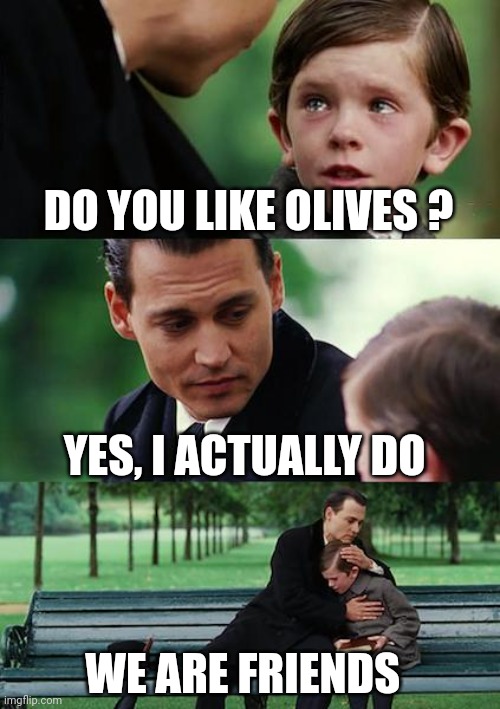 DO YOU LIKE OLIVES ?
YES, I ACTUALLY DO
WE ARE FRIENDS
imgflip.com